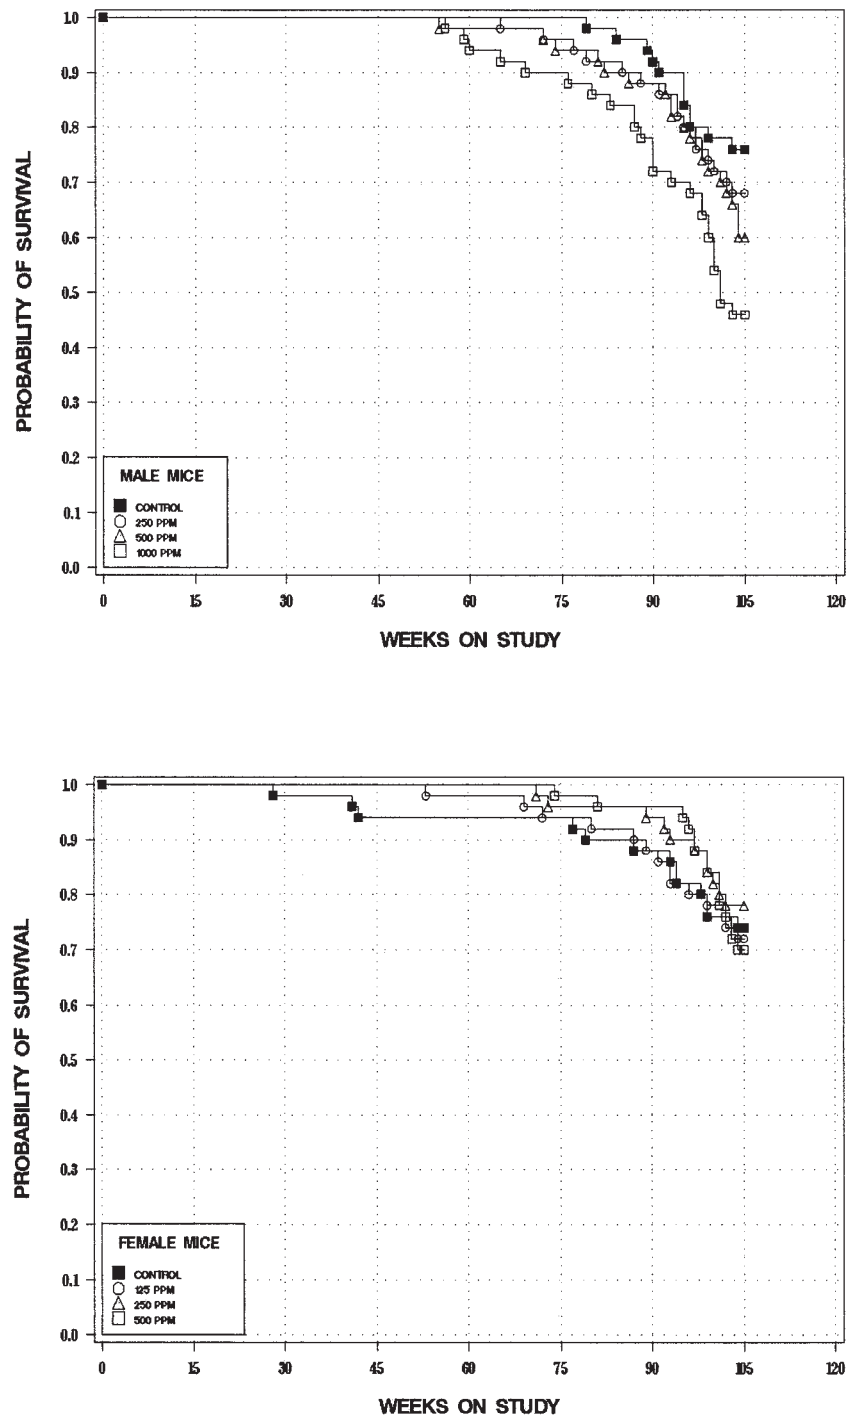 1.0
0.9
0.8
0.7
0.6
0.5
0.4
0.3
0.2
0.1
0.0
PROBABILITY OF SURVIVAL
MALE MICE
CONTROL
250 PPM
500 PPM
1000 PPM
0 15 30 45 60 75 90 105 120
WEEKS ON STUDY
1.0
0.9
0.8
0.7
0.6
0.5
0.4
0.3
0.2
0.1
0.0
PROBABILITY OF SURVIVAL
FEMALE MICE
CONTROL
125 PPM
250 PPM
500 PPM
0 15 30 45 60 75 90 105 120
WEEKS ON STUDY